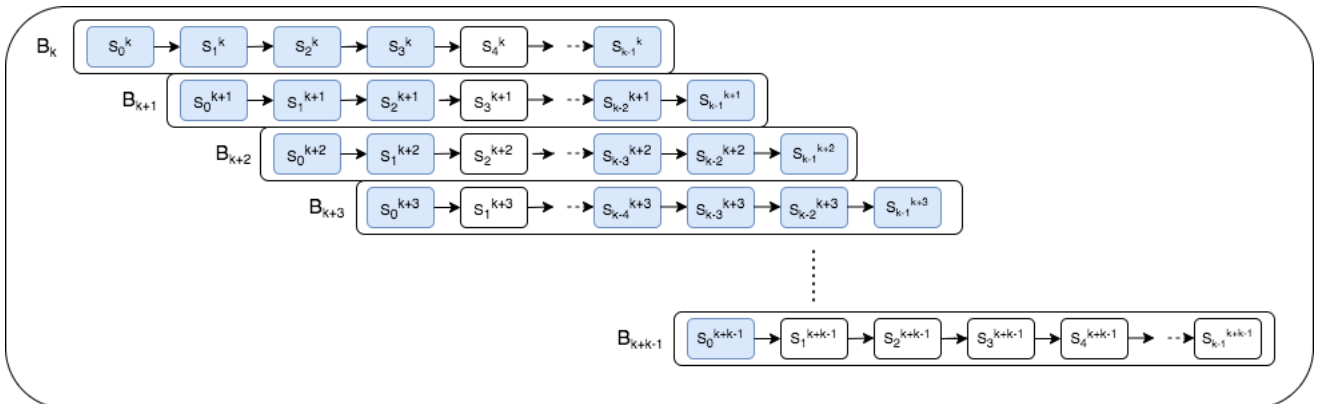 B_k S_0^k S_1^k S_2^k S_3^k S_4^k S_{k-1}^k
B_{k+1} S_0^{k+1} S_1^{k+1} S_2^{k+1} S_3^{k+1} S_{k-2}^{k+1} S_{k-1}^{k+1}
B_{k+2} S_0^{k+2} S_1^{k+2} S_2^{k+2} S_{k-3}^{k+2} S_{k-2}^{k+2} S_{k-1}^{k+2}
B_{k+3} S_0^{k+3} S_1^{k+3} S_{k-4}^{k+3} S_{k-3}^{k+3} S_{k-2}^{k+3} S_{k-1}^{k+3}
B_{k+k-1} S_0^{k+k-1} S_1^{k+k-1} S_2^{k+k-1} S_3^{k+k-1} S_4^{k+k-1} S_{k-1}^{k+k-1}